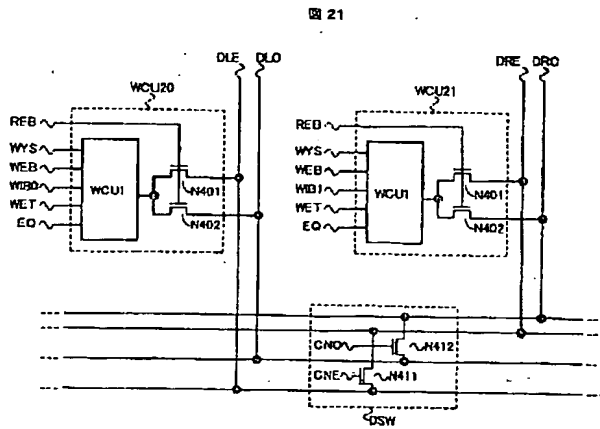 図 21
DLE DLO
DRE DRO
WCU20
WCU21
REB
WYS
WEB
WIB0
WET
EQ
WCU1
N401
N402
REB
WYS
WEB
WIB1
WET
EQ
WCU1
N401
N402
CNO
N412
CNE
N411
DSW